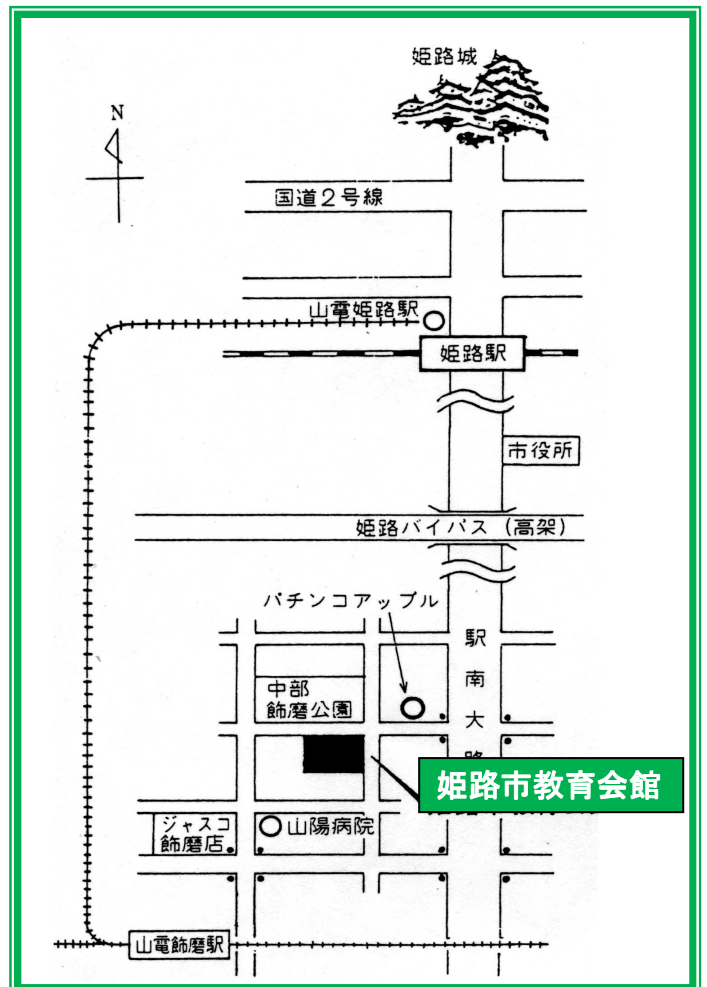 姫路城
N
国道2号線
山電姫路駅
姫路駅
市役所
姫路バイパス(高架)
パチンコアップル
駅南大路
中部
飾磨公園
姫路市教育会館
ジャスコ
飾磨店
山陽病院
山電飾磨駅